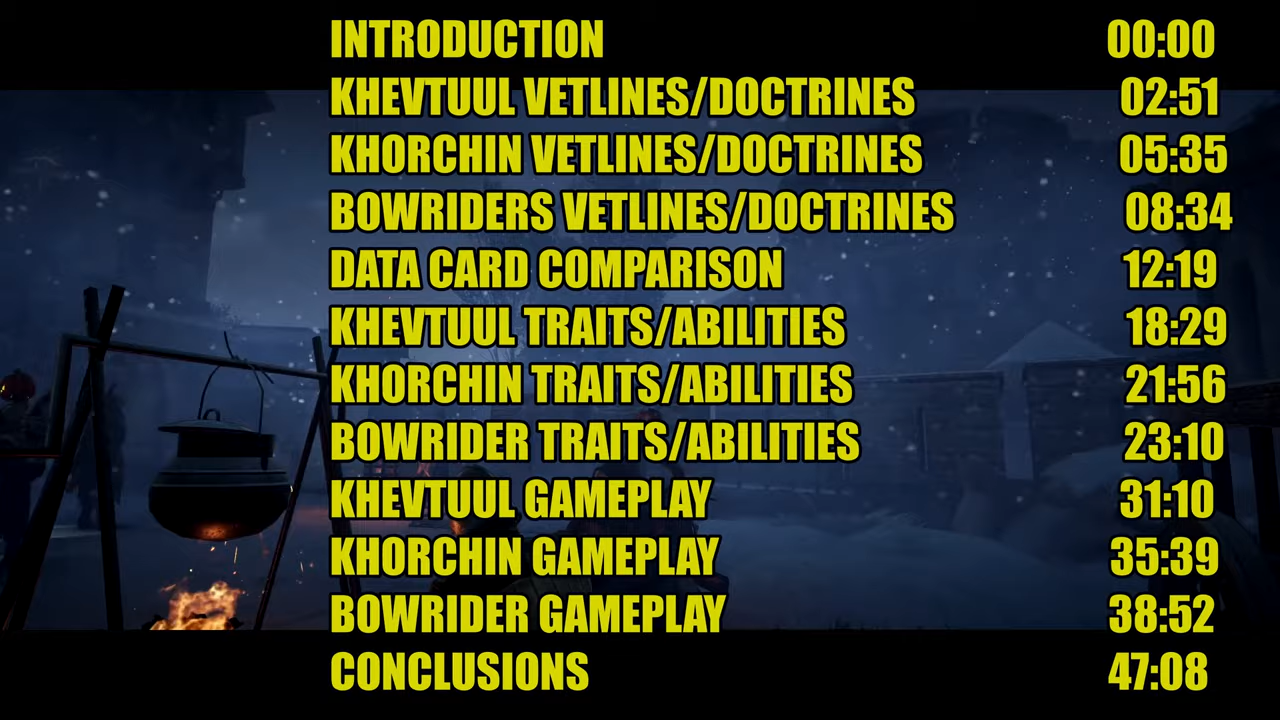 INTRODUCTION 00:00
KHEVTUUL VETLINES/DOCTRINES 02:51
KHORCHIN VETLINES/DOCTRINES 05:35
BOWRIDERS VETLINES/DOCTRINES 08:34
DATA CARD COMPARISON 12:19
KHEVTUUL TRAITS/ABILITIES 18:29
KHORCHIN TRAITS/ABILITIES 21:56
BOWRIDER TRAITS/ABILITIES 23:10
KHEVTUUL GAMEPLAY 31:10
KHORCHIN GAMEPLAY 35:39
BOWRIDER GAMEPLAY 38:52
CONCLUSIONS 47:08